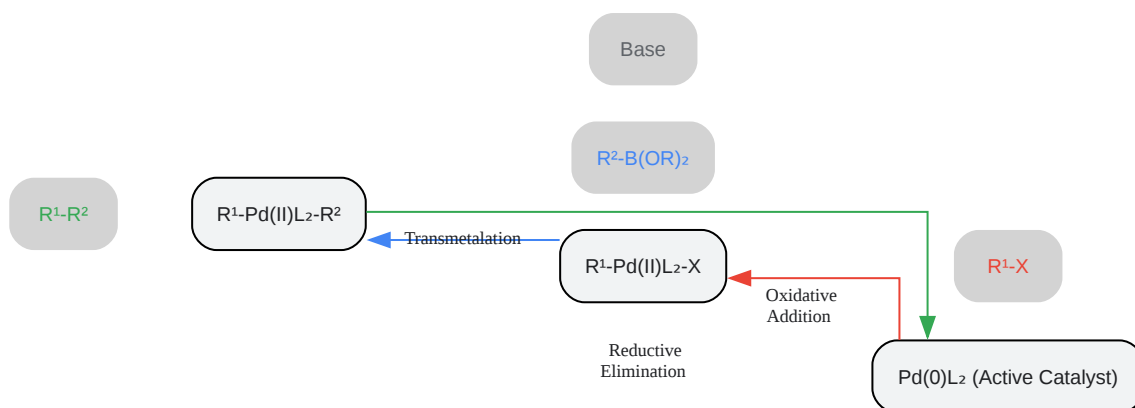 Base
R²-B(OR)₂
R¹-R²
R¹-Pd(II)L₂-R²
Transmetalation
R¹-Pd(II)L₂-X
R¹-X
Oxidative
Addition
Reductive
Elimination
Pd(0)L₂ (Active Catalyst)